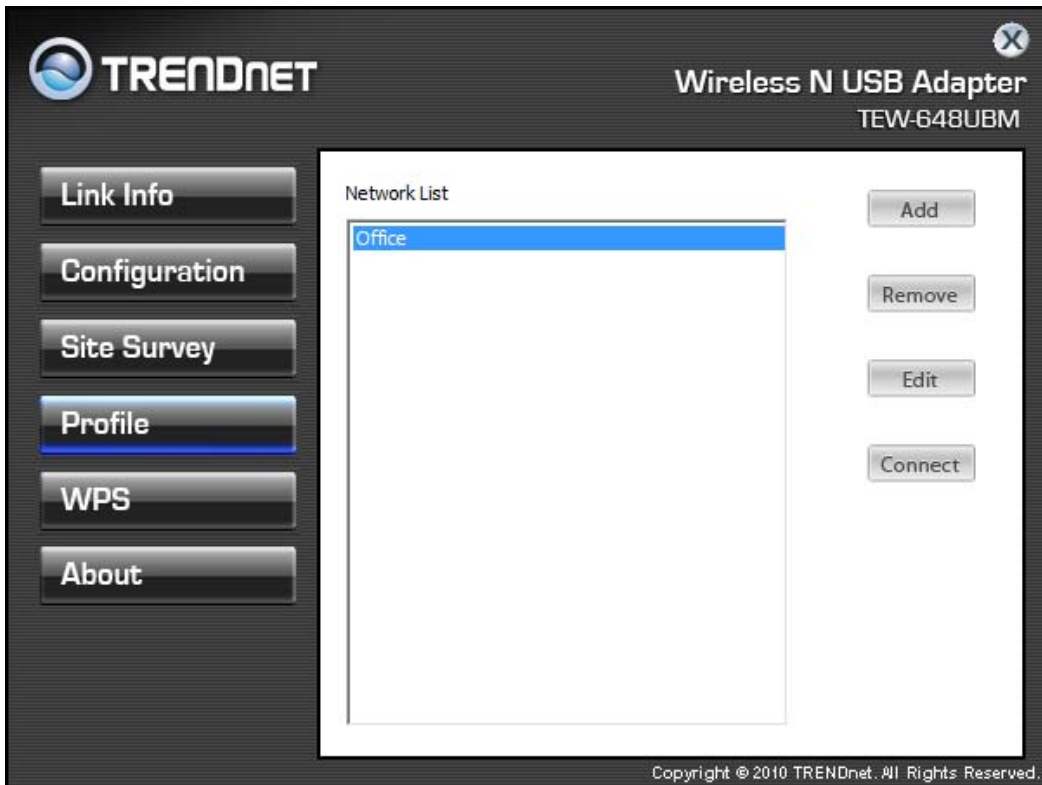 TRENDnet
Wireless N USB Adapter
TEW-648UBM
Link Info
Configuration
Site Survey
Profile
WPS
About
Network List
Office
Add
Remove
Edit
Connect
Copyright © 2010 TRENDnet. All Rights Reserved.